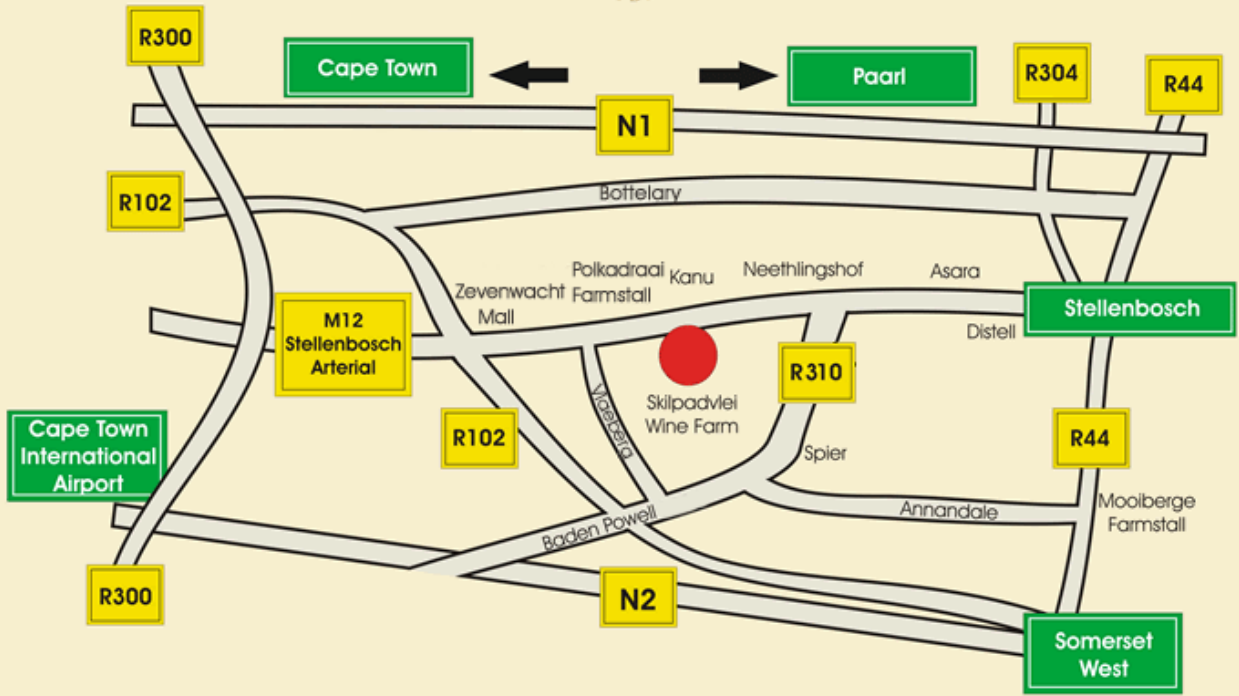 R300
Cape Town
Paarl
R304
R44
N1
R102
Bottelary
Polkadraai
Farmstall
Kanu
Neethlingshof
Asara
Zevenwacht
Mall
Stellenbosch
M12
Stellenbosch
Arterial
Distell
R310
Vlaeberg
Skilpadvlei
Wine Farm
Cape Town
International
Airport
R102
R44
Spier
Annandale
Mooiberge
Farmstall
Baden Powell
R300
N2
Somerset
West